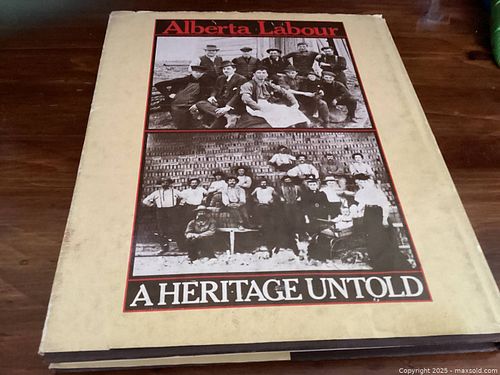 Alberta Labour
A HERITAGE UNTOLD
Copyright 2025 - maxsold.com